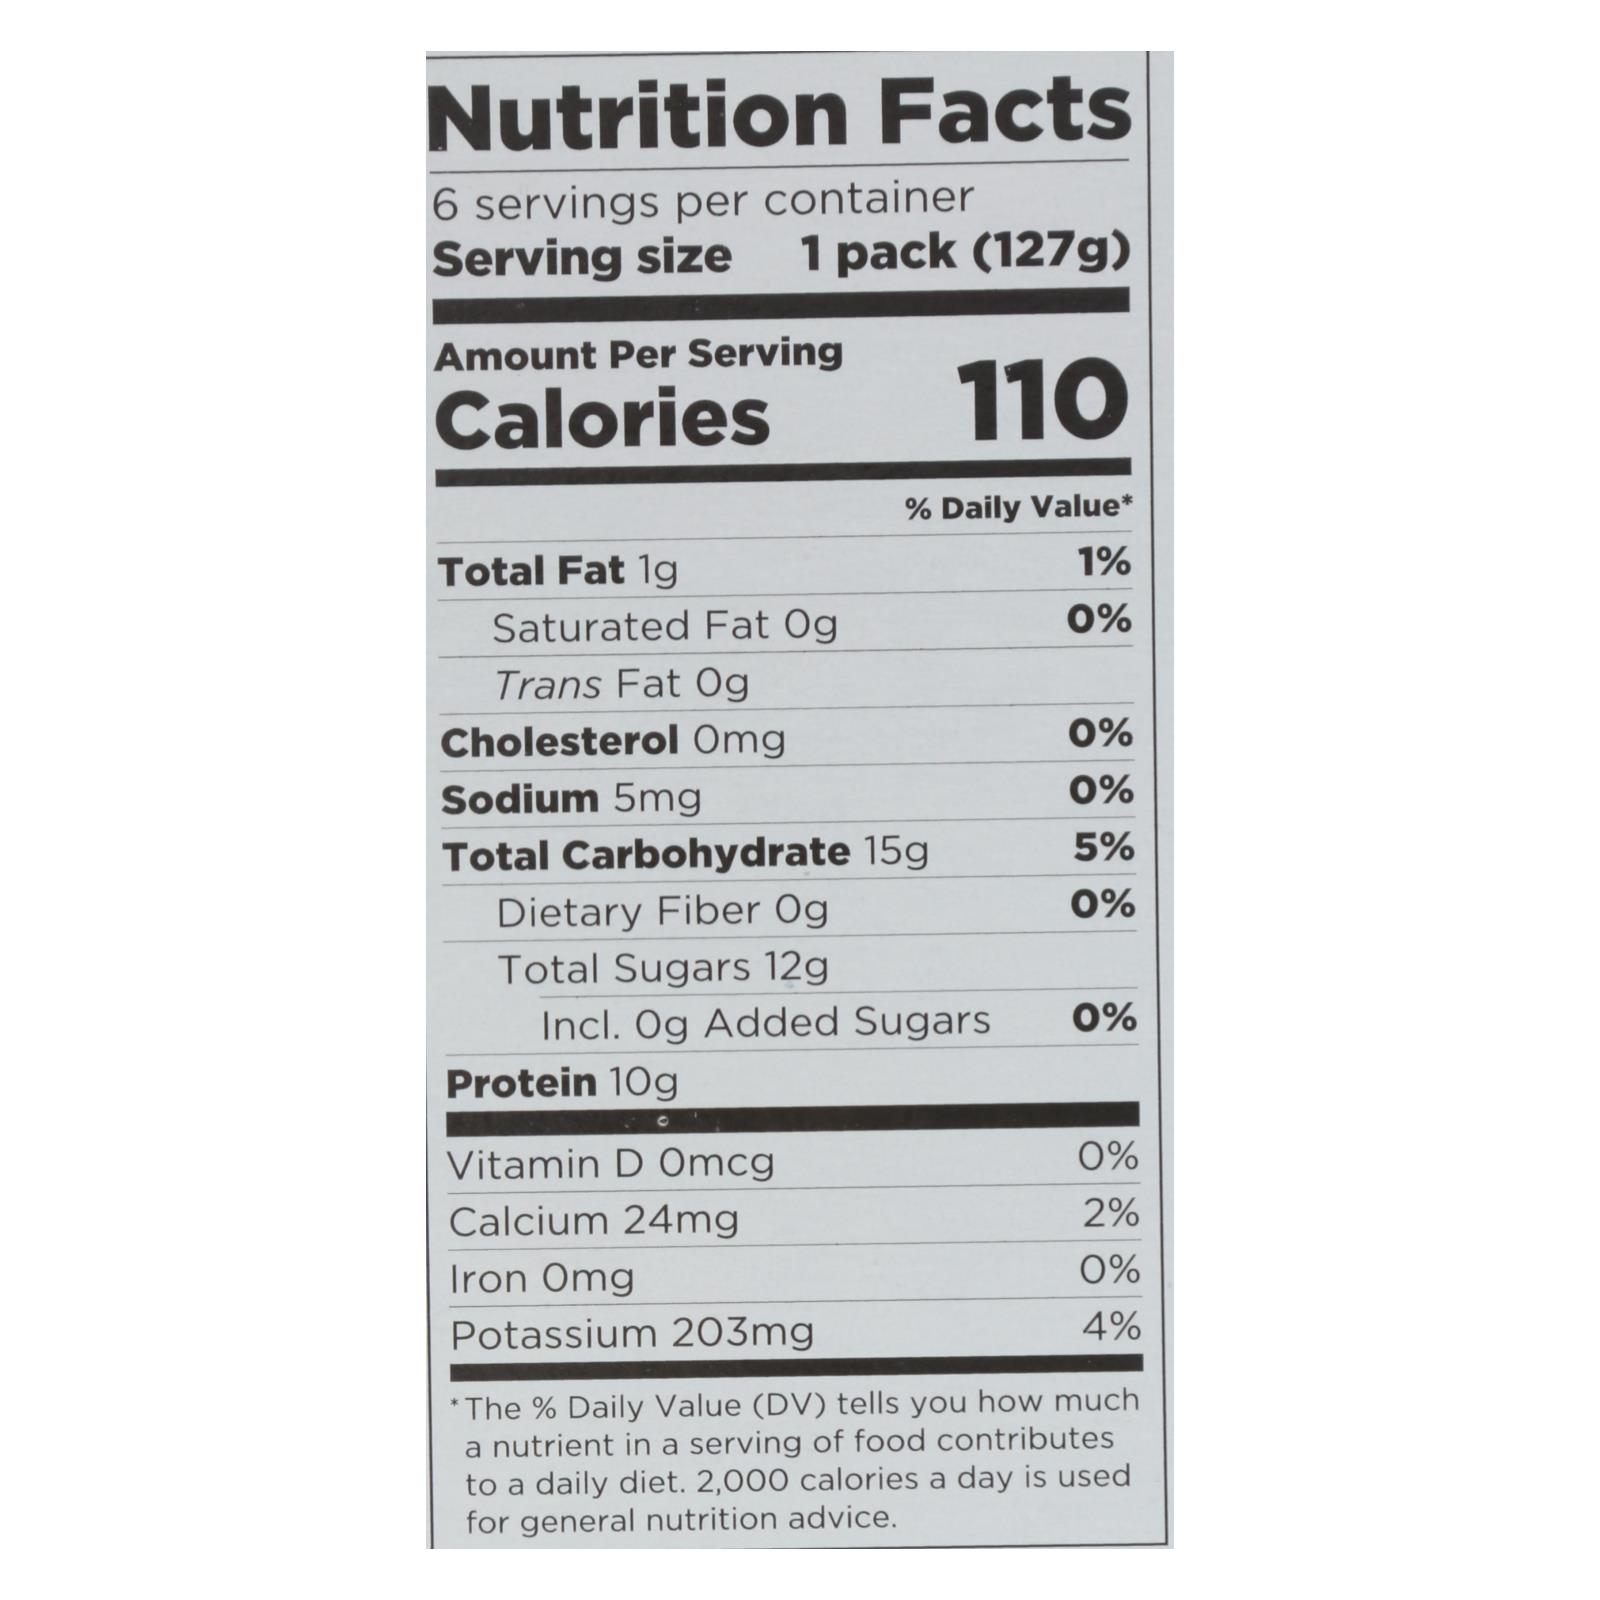 Nutrition Facts
6 servings per container
Serving size 1 pack (127g)
Amount Per Serving
Calories 110
% Daily Value*
Total Fat 1g 1%
Saturated Fat 0g 0%
Trans Fat 0g
Cholesterol 0mg 0%
Sodium 5mg 0%
Total Carbohydrate 15g 5%
Dietary Fiber 0g 0%
Total Sugars 12g
Incl. 0g Added Sugars 0%
Protein 10g
Vitamin D 0mcg 0%
Calcium 24mg 2%
Iron 0mg 0%
Potassium 203mg 4%
*The % Daily Value (DV) tells you how much
a nutrient in a serving of food contributes
to a daily diet. 2,000 calories a day is used
for general nutrition advice.